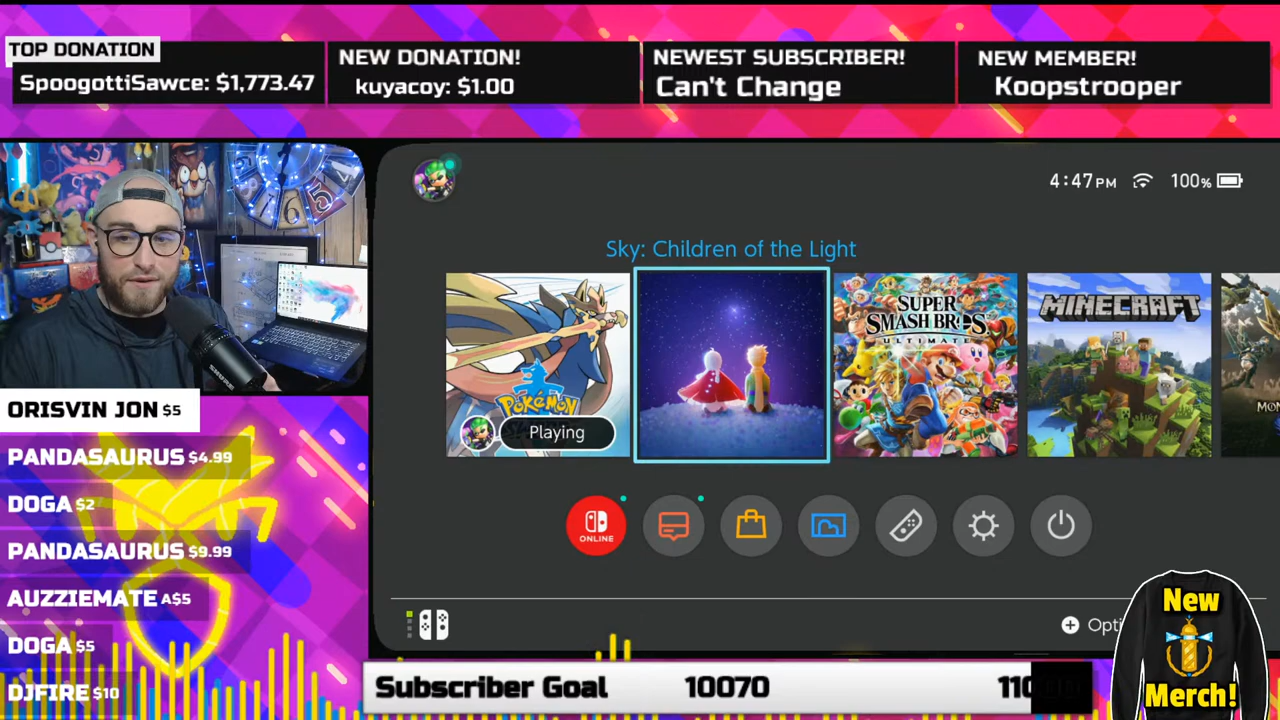 TOP DONATION
SpoogottiSawce: $1,773.47
NEW DONATION!
kuyacoy: $1.00
NEWEST SUBSCRIBER!
Can't Change
NEW MEMBER!
Koopstrooper
4:47PM
100%
Sky: Children of the Light
POKÉMON
Playing
SUPER
SMASH BROS
ULTIMATE
MINECRAFT
ONLINE
ORISVIN JON $5
PANDASAURUS $4.99
DOGA $2
PANDASAURUS $9.99
AUZZIEMATE A$5
DOGA $5
DJFIRE $10
Subscriber Goal
10070
New
Merch!